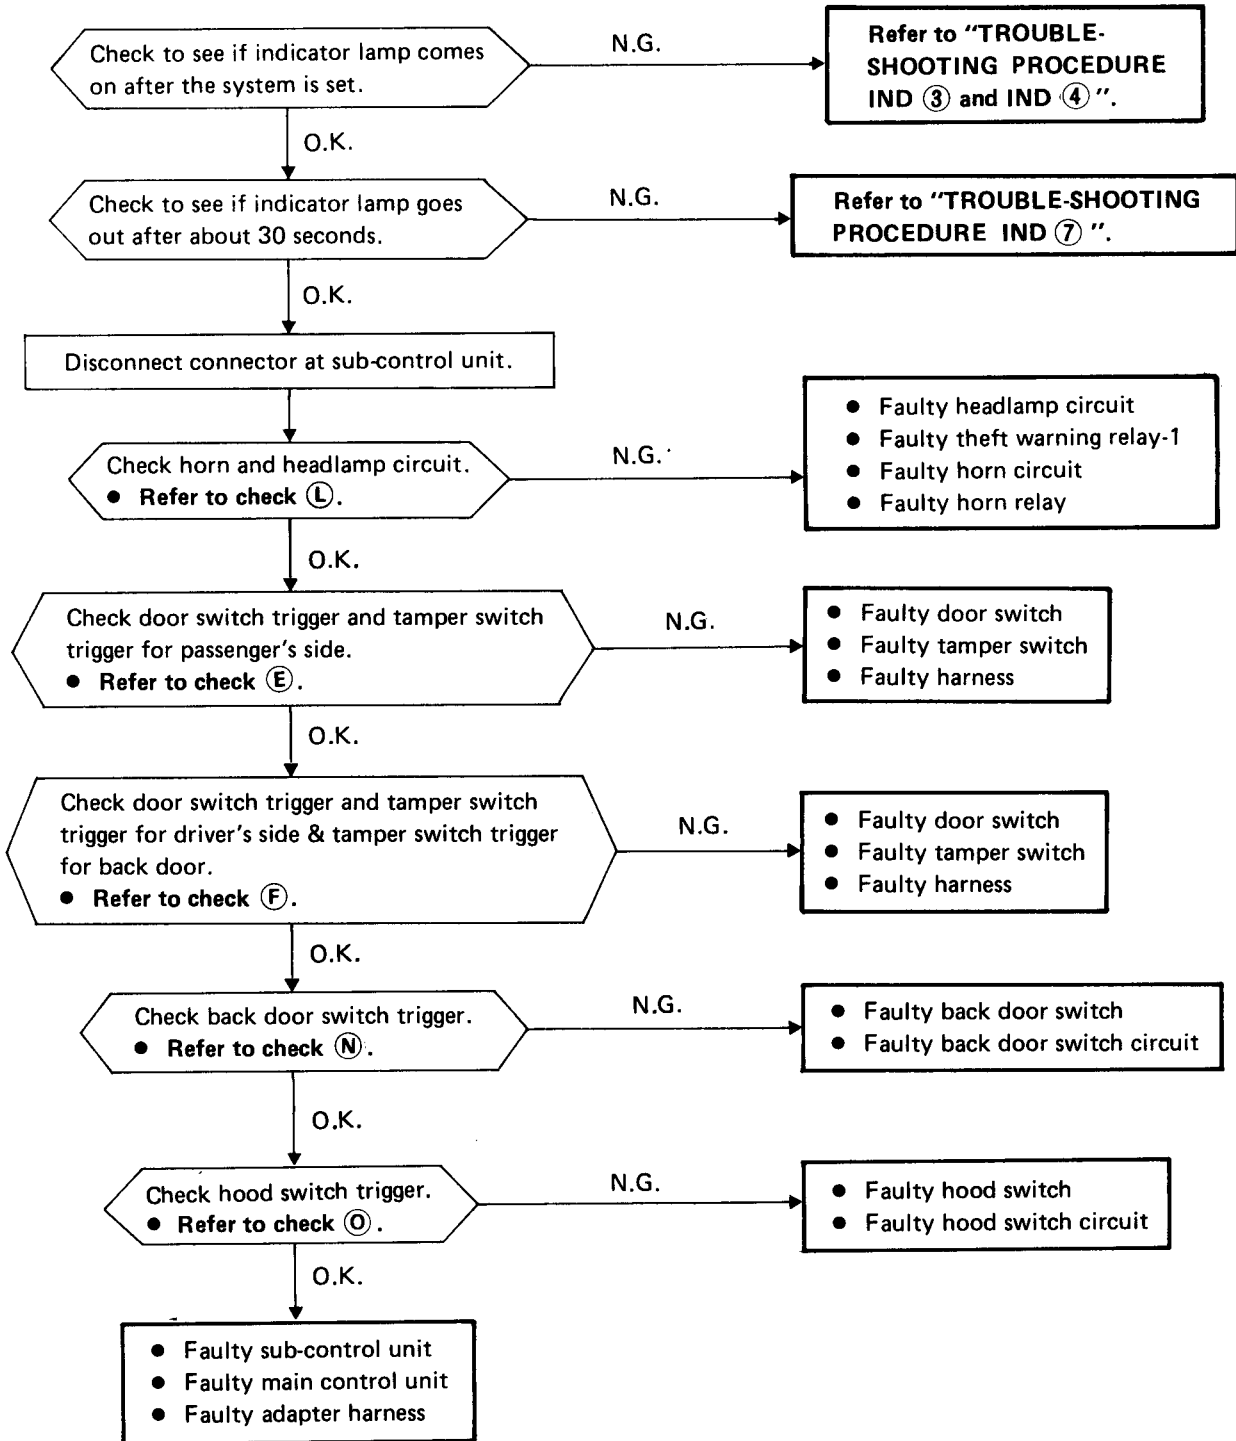 Check to see if indicator lamp comes
on after the system is set.
N.G.
Refer to "TROUBLE-
SHOOTING PROCEDURE
IND ③ and IND ④ ".
O.K.
Check to see if indicator lamp goes
out after about 30 seconds.
N.G.
Refer to "TROUBLE-SHOOTING
PROCEDURE IND ⑦ ".
O.K.
Disconnect connector at sub-control unit.
Check horn and headlamp circuit.
● Refer to check Ⓛ.
N.G.
● Faulty headlamp circuit
● Faulty theft warning relay-1
● Faulty horn circuit
● Faulty horn relay
O.K.
Check door switch trigger and tamper switch
trigger for passenger's side.
● Refer to check Ⓔ.
N.G.
● Faulty door switch
● Faulty tamper switch
● Faulty harness
O.K.
Check door switch trigger and tamper switch
trigger for driver's side & tamper switch trigger
for back door.
● Refer to check Ⓕ.
N.G.
● Faulty door switch
● Faulty tamper switch
● Faulty harness
O.K.
Check back door switch trigger.
● Refer to check Ⓝ.
N.G.
● Faulty back door switch
● Faulty back door switch circuit
O.K.
Check hood switch trigger.
● Refer to check Ⓞ.
N.G.
● Faulty hood switch
● Faulty hood switch circuit
O.K.
● Faulty sub-control unit
● Faulty main control unit
● Faulty adapter harness